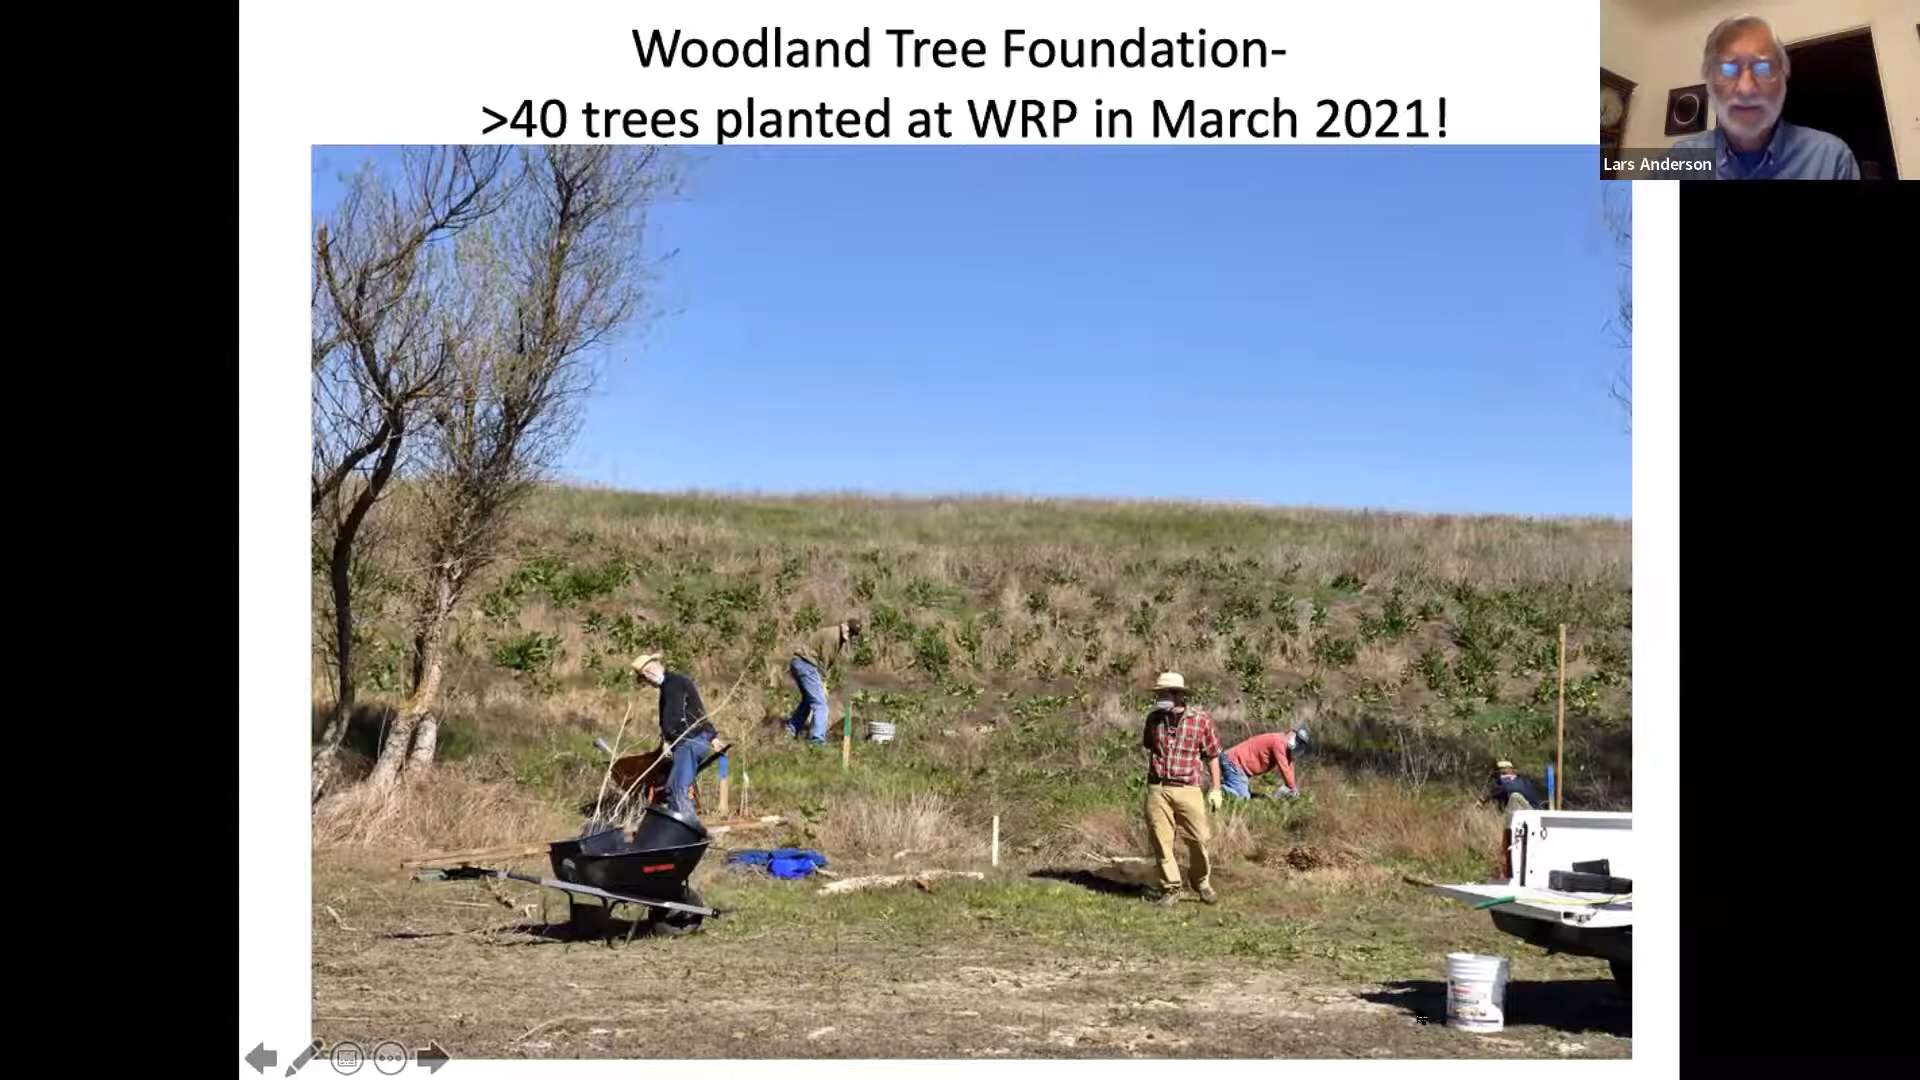 Woodland Tree Foundation-
>40 trees planted at WRP in March 2021!
Lars Anderson